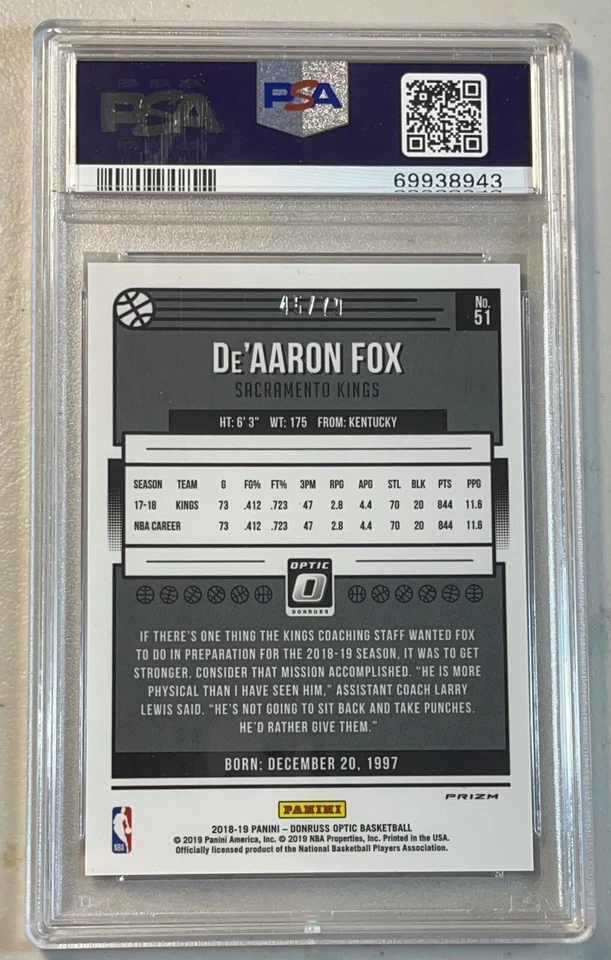 PSA
PSA
69938943
No.
51
De'AARON FOX
SACRAMENTO KINGS
HT: 6' 3" WT: 175 FROM: KENTUCKY
SEASON TEAM G FG% FT% 3PM RPG APG STL BLK PTS PPG
17-18 KINGS 73 .412 .723 47 2.8 4.4 70 20 844 11.6
NBA CAREER 73 .412 .723 47 2.8 4.4 70 20 844 11.6
OPTIC
DONRUSS
IF THERE'S ONE THING THE KINGS COACHING STAFF WANTED FOX
TO DO IN PREPARATION FOR THE 2018-19 SEASON, IT WAS TO GET
STRONGER. CONSIDER THAT MISSION ACCOMPLISHED. "HE IS MORE
PHYSICAL THAN I HAVE SEEN HIM," ASSISTANT COACH LARRY
LEWIS SAID. "HE'S NOT GOING TO SIT BACK AND TAKE PUNCHES.
HE'D RATHER GIVE THEM."
BORN: DECEMBER 20, 1997
PRIZM
PANINI
NBA
2018-19 PANINI – DONRUSS OPTIC BASKETBALL
© 2019 Panini America, Inc. © 2019 NBA Properties, Inc. Printed in the USA.
Officially licensed product of the National Basketball Players Association.